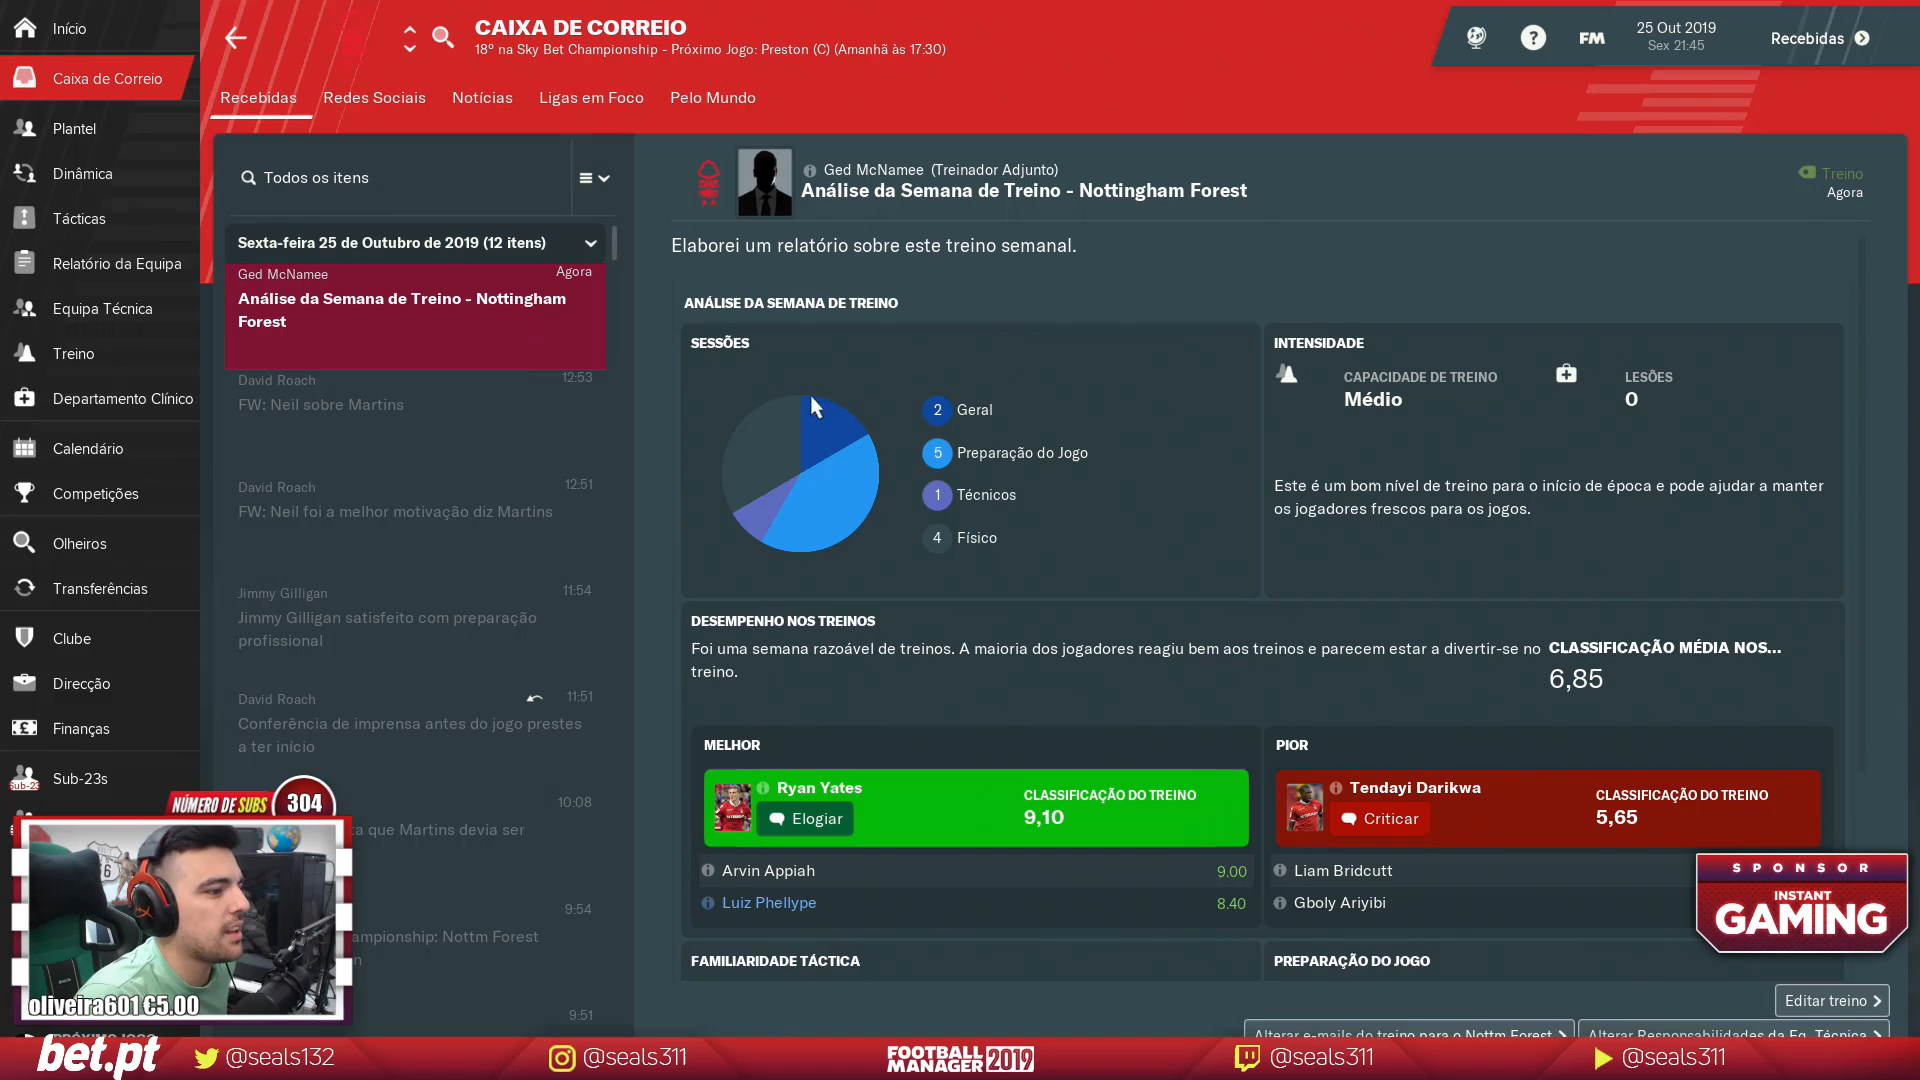 Início
Caixa de Correio
Plantel
Dinâmica
Tácticas
Relatório da Equipa
Equipa Técnica
Treino
Departamento Clínico
Calendário
Competições
Olheiros
Transferências
Clube
Direcção
Finanças
Sub-23s
CAIXA DE CORREIO
18º na Sky Bet Championship - Próximo Jogo: Preston (C) (Amanhã às 17:30)
FM
25 Out 2019
Sex 21:45
Recebidas
Recebidas
Redes Sociais
Notícias
Ligas em Foco
Pelo Mundo
Todos os itens
Sexta-feira 25 de Outubro de 2019 (12 itens)
Ged McNamee
Agora
Análise da Semana de Treino - Nottingham
Forest
David Roach
12:53
FW: Neil sobre Martins
David Roach
12:51
FW: Neil foi a melhor motivação diz Martins
Jimmy Gilligan
11:54
Jimmy Gilligan satisfeito com preparação
profissional
David Roach
11:51
Conferência de imprensa antes do jogo prestes
a ter início
10:08
que Martins devia ser
9:54
ampionship: Nottm Forest
9:51
Ged McNamee (Treinador Adjunto)
Análise da Semana de Treino - Nottingham Forest
Treino
Agora
Elaborei um relatório sobre este treino semanal.
ANÁLISE DA SEMANA DE TREINO
SESSÕES
2 Geral
5 Preparação do Jogo
1 Técnicos
4 Físico
INTENSIDADE
CAPACIDADE DE TREINO
Médio
LESÕES
0
Este é um bom nível de treino para o início de época e pode ajudar a manter
os jogadores frescos para os jogos.
DESEMPENHO NOS TREINOS
Foi uma semana razoável de treinos. A maioria dos jogadores reagiu bem aos treinos e parecem estar a divertir-se no
treino.
CLASSIFICAÇÃO MÉDIA NOS...
6,85
MELHOR
Ryan Yates
Elogiar
CLASSIFICAÇÃO DO TREINO
9,10
Arvin Appiah
9.00
Luiz Phellype
8.40
PIOR
Tendayi Darikwa
Criticar
CLASSIFICAÇÃO DO TREINO
5,65
Liam Bridcutt
Gboly Ariyibi
FAMILIARIDADE TÁCTICA
PREPARAÇÃO DO JOGO
Editar treino
Alterar e-mails do treino para o Nottm Forest
Alterar Responsabilidades da Eq. Técnica
NÚMERO DE SUBS
304
oliveira601 €5.00
SPONSOR
INSTANT
GAMING
bet.pt
@seals132
@seals311
FOOTBALL
MANAGER 2019
@seals311
@seals311